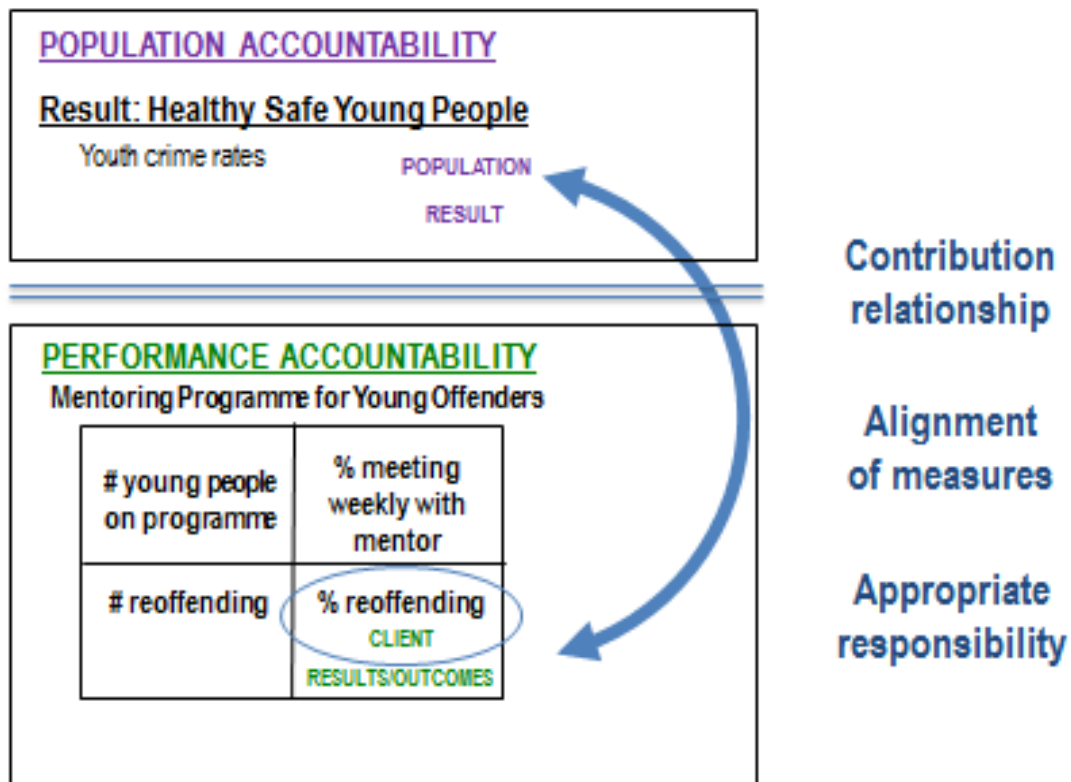 POPULATION ACCOUNTABILITY
Result: Healthy Safe Young People
Youth crime rates
POPULATION
RESULT
Contribution
relationship
PERFORMANCE ACCOUNTABILITY
Mentoring Programme for Young Offenders
# young people
on programme
% meeting
weekly with
mentor
Alignment
of measures
# reoffending
% reoffending
CLIENT
RESULTS/OUTCOMES
Appropriate
responsibility